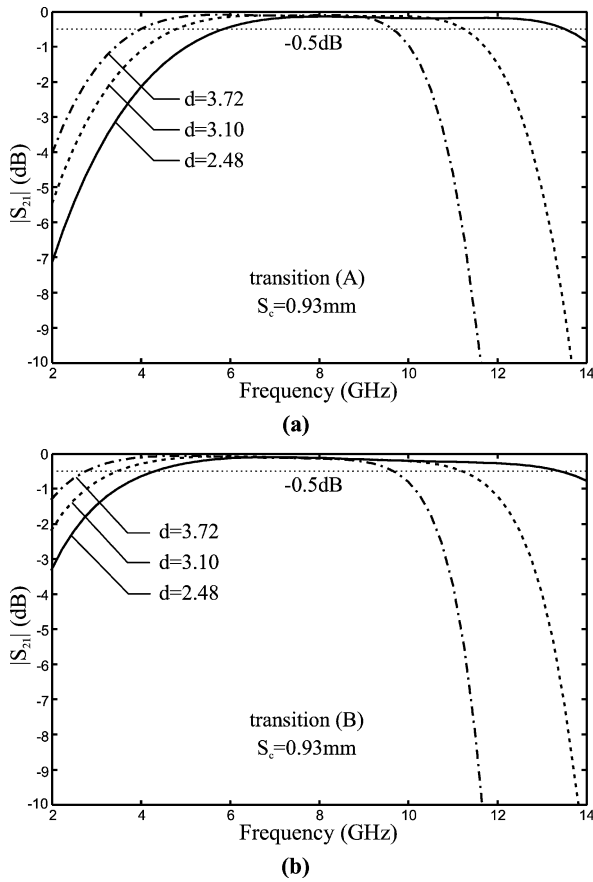 0
-1
-2
-3
-4
-5
-6
-7
-8
-9
-10
|S21| (dB)
-0.5dB
d=3.72
d=3.10
d=2.48
transition (A)
Sc=0.93mm
2 4 6 8 10 12 14
Frequency (GHz)
(a)
0
-1
-2
-3
-4
-5
-6
-7
-8
-9
-10
|S21| (dB)
-0.5dB
d=3.72
d=3.10
d=2.48
transition (B)
Sc=0.93mm
2 4 6 8 10 12 14
Frequency (GHz)
(b)